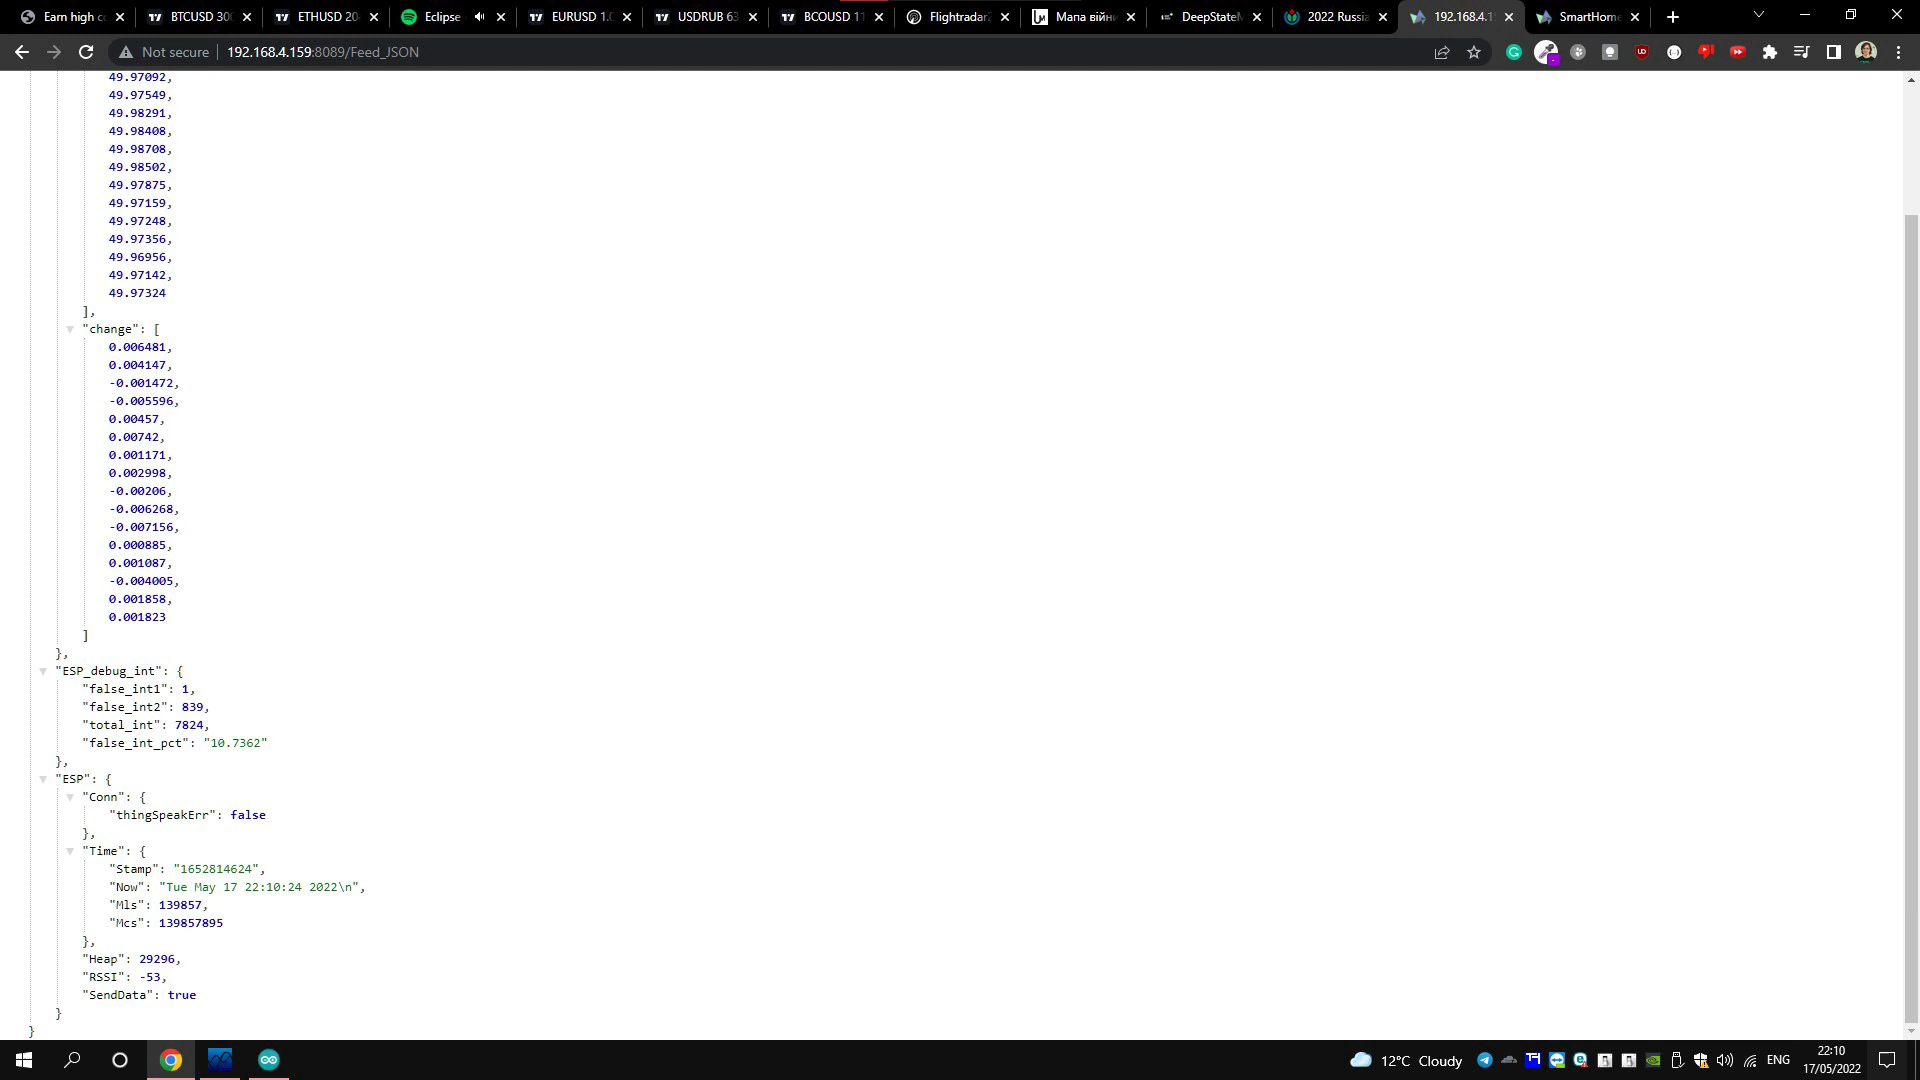 Earn high c
BTCUSD 300
ETHUSD 20
Eclipse
EURUSD 1.0
USDRUB 63
BCOUSD 11
Flightradar2
Мапа війни
DeepStateM
2022 Russia
192.168.4.15
SmartHome
Not secure
192.168.4.159:8089/Feed_JSON
49.97092,
49.97549,
49.98291,
49.98408,
49.98708,
49.98502,
49.97875,
49.97159,
49.97248,
49.97356,
49.96956,
49.97142,
49.97324
],
"change": [
0.006481,
0.004147,
-0.001472,
-0.005596,
0.00457,
0.00742,
0.001171,
0.002998,
-0.00206,
-0.006268,
-0.007156,
0.000885,
0.001087,
-0.004005,
0.001858,
0.001823
]
},
"ESP_debug_int": {
"false_int1": 1,
"false_int2": 839,
"total_int": 7824,
"false_int_pct": "10.7362"
},
"ESP": {
"Conn": {
"thingSpeakErr": false
},
"Time": {
"Stamp": "1652814624",
"Now": "Tue May 17 22:10:24 2022\n",
"Mls": 139857,
"Mcs": 139857895
},
"Heap": 29296,
"RSSI": -53,
"SendData": true
}
}
12°C Cloudy
ENG
22:10
17/05/2022